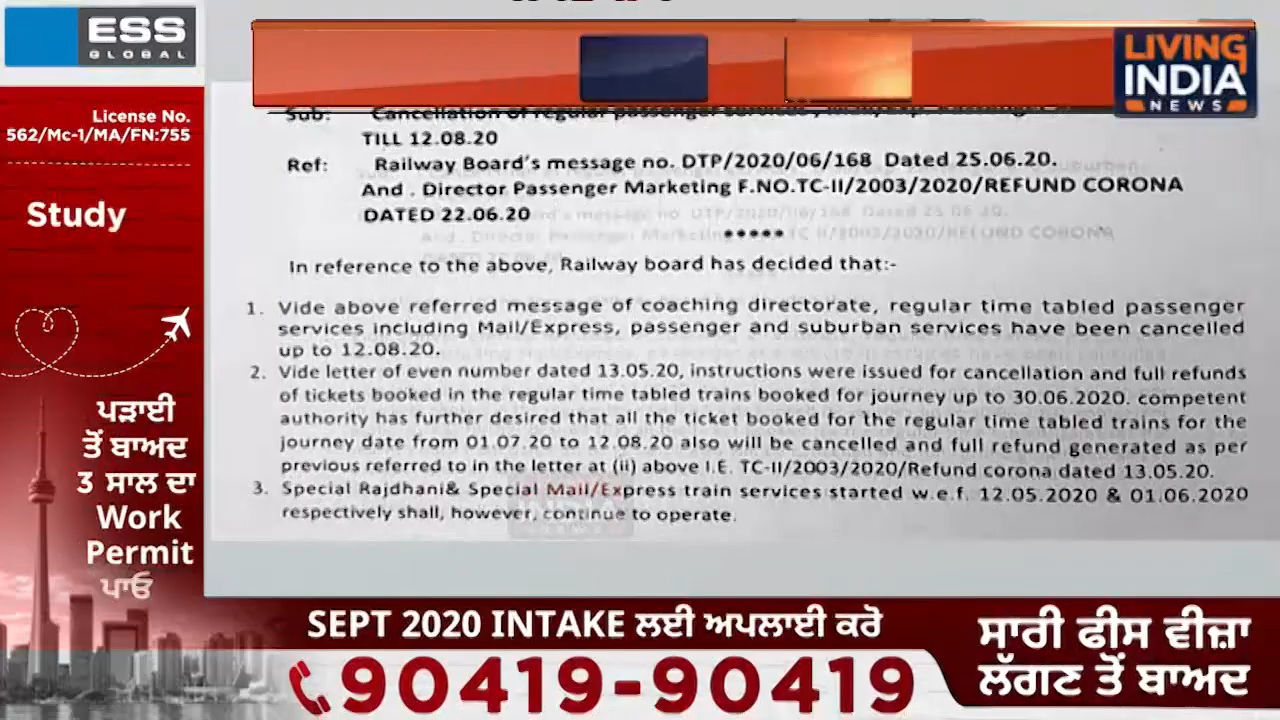 ESS
GLOBAL
LIVING
INDIA
NEWS
License No.
562/Mc-1/MA/FN:755
Study
ਪੜਾਈ
ਤੋਂ ਬਾਅਦ
3 ਸਾਲ ਦਾ
Work
Permit
ਪਾਓ
Sub: Cancellation of regular passenger
TILL 12.08.20
Ref: Railway Board's message no. DTP/2020/06/168 Dated 25.06.20.
And . Director Passenger Marketing F.NO.TC-II/2003/2020/REFUND CORONA
DATED 22.06.20
*****
In reference to the above, Railway board has decided that:-
1. Vide above referred message of coaching directorate, regular time tabled passenger
services including Mail/Express, passenger and suburban services have been cancelled
up to 12.08.20.
2. Vide letter of even number dated 13.05.20, instructions were issued for cancellation and full refunds
of tickets booked in the regular time tabled trains booked for journey up to 30.06.2020. competent
authority has further desired that all the ticket booked for the regular time tabled trains for the
journey date from 01.07.20 to 12.08.20 also will be cancelled and full refund generated as per
previous referred to in the letter at (ii) above I.E. TC-II/2003/2020/Refund corona dated 13.05.20.
3. Special Rajdhani& Special Mail/Express train services started w.e.f. 12.05.2020 & 01.06.2020
respectively shall, however, continue to operate.
SEPT 2020 INTAKE ਲਈ ਅਪਲਾਈ ਕਰੋ
90419-90419
ਸਾਰੀ ਫੀਸ ਵੀਜ਼ਾ
ਲੱਗਣ ਤੋਂ ਬਾਅਦ